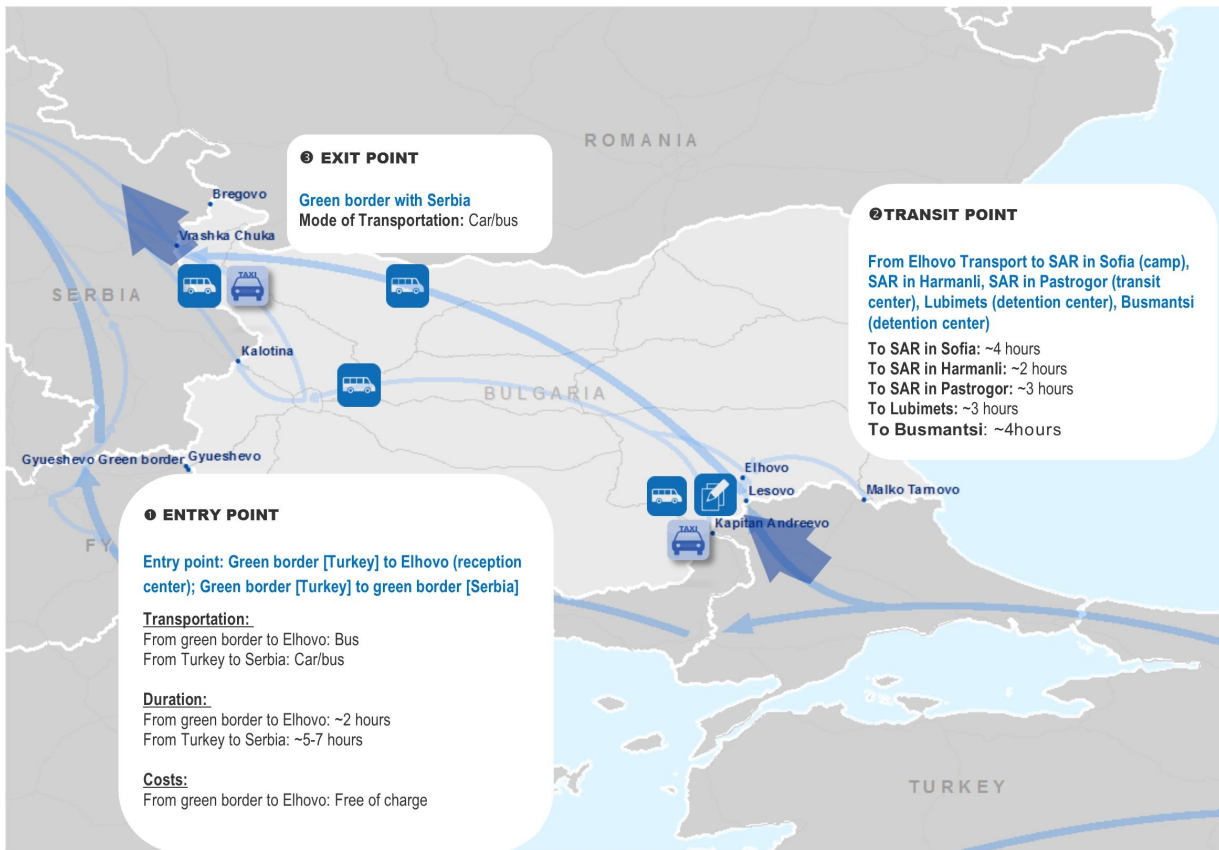 ROMANIA
❸ EXIT POINT
Green border with Serbia
Mode of Transportation: Car/bus
Bregovo
Vrashka Chuka
TAXI
SERBIA
Kalotina
BULGARIA
❷TRANSIT POINT
From Elhovo Transport to SAR in Sofia (camp),
SAR in Harmanli, SAR in Pastrogor (transit
center), Lubimets (detention center), Busmantsi
(detention center)
To SAR in Sofia: ~4 hours
To SAR in Harmanli: ~2 hours
To SAR in Pastrogor: ~3 hours
To Lubimets: ~3 hours
To Busmantsi: ~4hours
Gyueshevo Green border
Gyueshevo
Elhovo
Lesovo
Malko Tarnovo
Kapitan Andreevo
TAXI
FY
❶ ENTRY POINT
Entry point: Green border [Turkey] to Elhovo (reception
center); Green border [Turkey] to green border [Serbia]
Transportation:
From green border to Elhovo: Bus
From Turkey to Serbia: Car/bus
Duration:
From green border to Elhovo: ~2 hours
From Turkey to Serbia: ~5-7 hours
Costs:
From green border to Elhovo: Free of charge
TURKEY